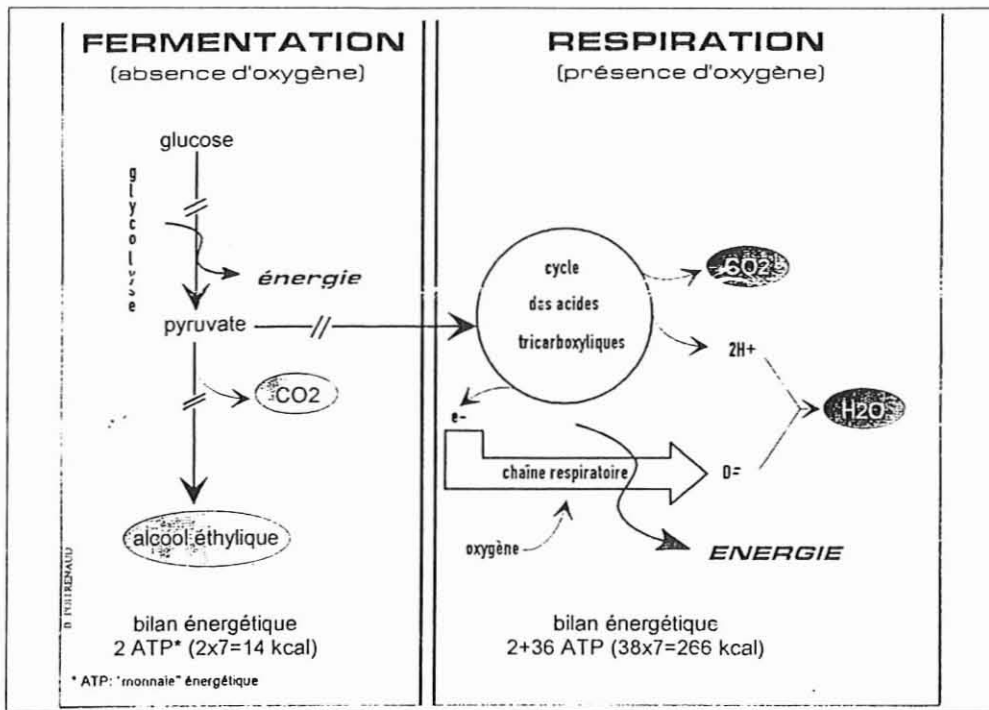 FERMENTATION
(absence d'oxygène)
glucose
glycolyse
énergie
pyruvate
CO2
alcool éthylique
bilan énergétique
2 ATP* (2x7=14 kcal)
* ATP: "monnaie" énergétique
RESPIRATION
(présence d'oxygène)
cycle
des acides
tricarboxyliques
CO2
2H+
H2O
e-
chaîne respiratoire
O=
oxygène
ENERGIE
bilan énergétique
2+36 ATP (38x7=266 kcal)